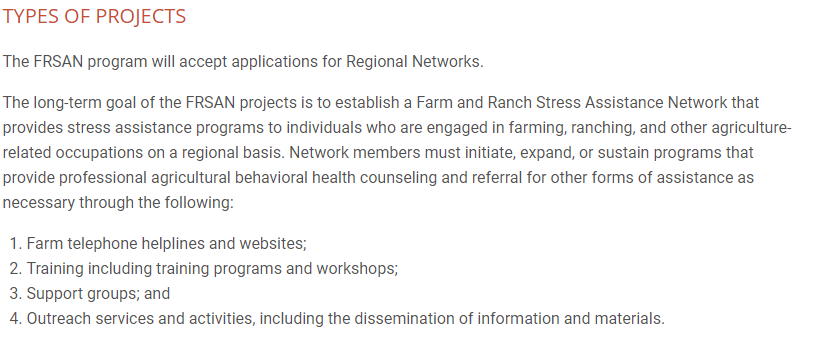 TYPES OF PROJECTS
The FRSAN program will accept applications for Regional Networks.
The long-term goal of the FRSAN projects is to establish a Farm and Ranch Stress Assistance Network that
provides stress assistance programs to individuals who are engaged in farming, ranching, and other agriculture-
related occupations on a regional basis. Network members must initiate, expand, or sustain programs that
provide professional agricultural behavioral health counseling and referral for other forms of assistance as
necessary through the following:
1. Farm telephone helplines and websites;
2. Training including training programs and workshops;
3. Support groups; and
4. Outreach services and activities, including the dissemination of information and materials.